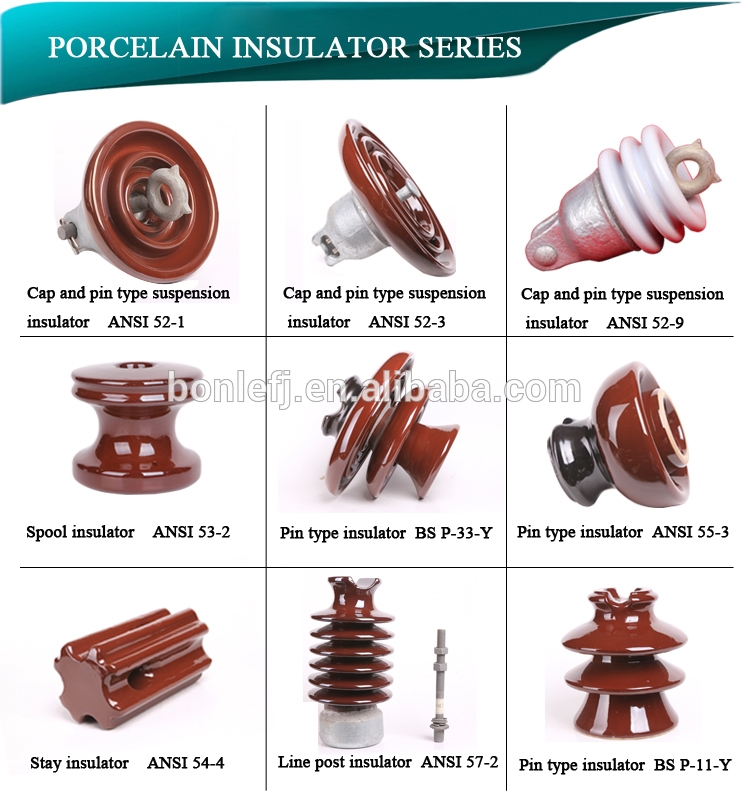 PORCELAIN INSULATOR SERIES
Cap and pin type suspension
insulator ANSI 52-1
Cap and pin type suspension
insulator ANSI 52-3
Cap and pin type suspension
insulator ANSI 52-9
bonlefj.en.alibaba.com
Spool insulator ANSI 53-2
Pin type insulator BS P-33-Y
Pin type insulator ANSI 55-3
Stay insulator ANSI 54-4
Line post insulator ANSI 57-2
Pin type insulator BS P-11-Y